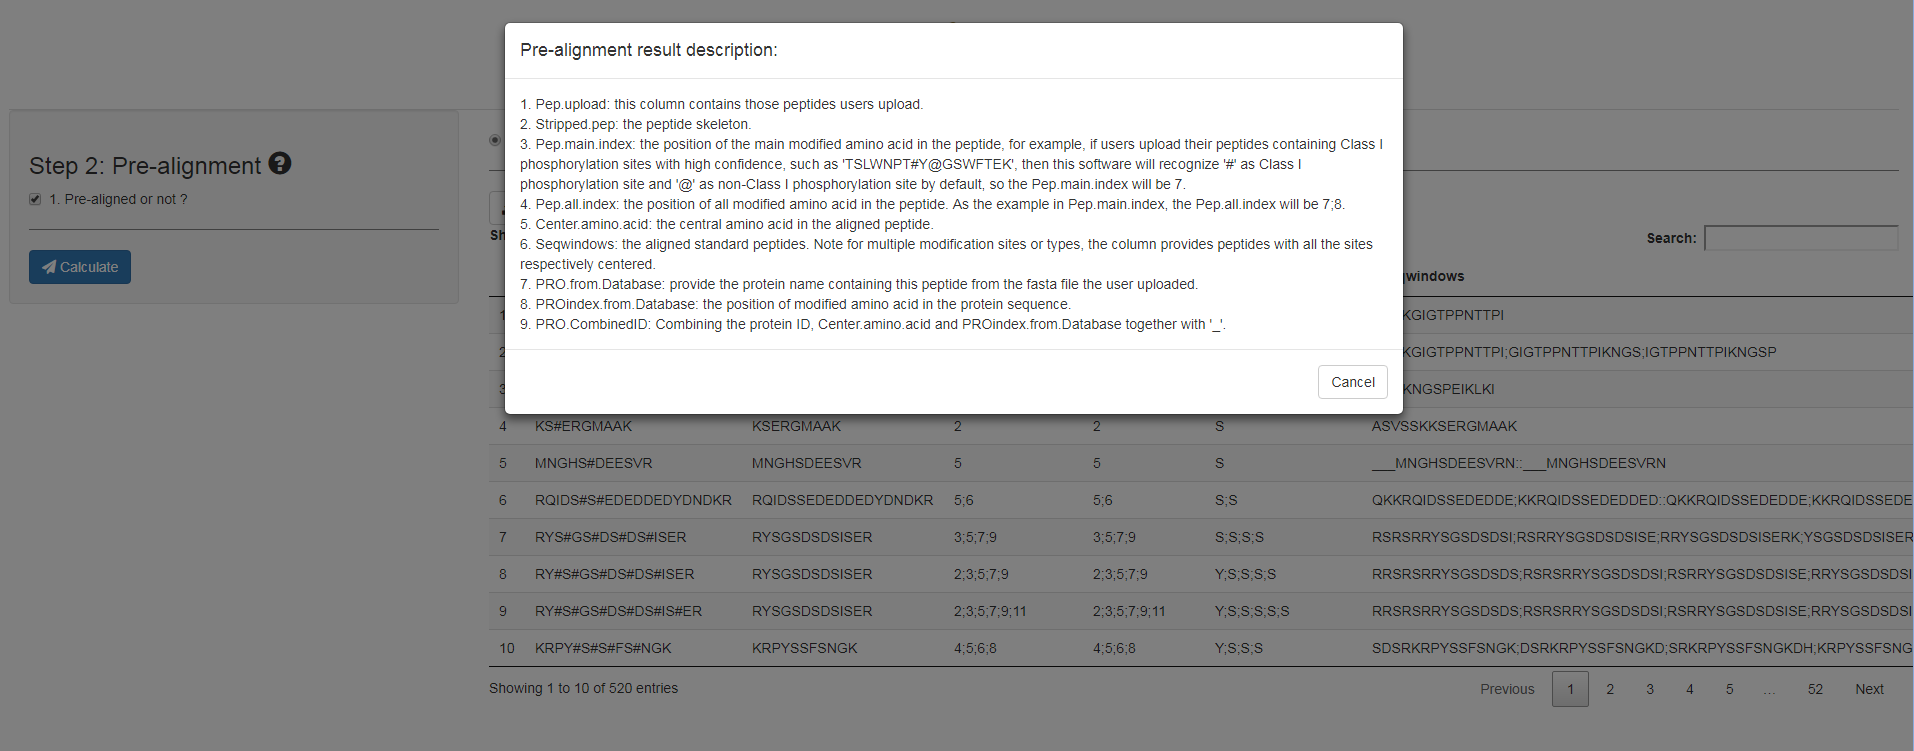 Pre-alignment result description:
1. Pep.upload: this column contains those peptides users upload.
2. Stripped.pep: the peptide skeleton.
3. Pep.main.index: the position of the main modified amino acid in the peptide, for example, if users upload their peptides containing Class I
phosphorylation sites with high confidence, such as 'TSLWNPT#Y@GSWFTEK', then this software will recognize '#' as Class I
phosphorylation site and '@' as non-Class I phosphorylation site by default, so the Pep.main.index will be 7.
4. Pep.all.index: the position of all modified amino acid in the peptide. As the example in Pep.main.index, the Pep.all.index will be 7;8.
5. Center.amino.acid: the central amino acid in the aligned peptide.
6. Seqwindows: the aligned standard peptides. Note for multiple modification sites or types, the column provides peptides with all the sites
respectively centered.
7. PRO.from.Database: provide the protein name containing this peptide from the fasta file the user uploaded.
8. PROindex.from.Database: the position of modified amino acid in the protein sequence.
9. PRO.CombinedID: Combining the protein ID, Center.amino.acid and PROindex.from.Database together with '_'.
Cancel
Step 2: Pre-alignment ?
1. Pre-aligned or not ?
Calculate
Search:
windows
KGIGTPPNTTPI
KGIGTPPNTTPI;GIGTPPNTTPIKNGS;IGTPPNTTPIKNGSP
KNGSPEIKLKI
4 KS#ERGMAAK KSERGMAAK 2 2 S ASVSSKKSERGMAAK
5 MNGHS#DEESVR MNGHSDEESVR 5 5 S ___MNGHSDEESVRN::___MNGHSDEESVRN
6 RQIDS#S#EDEDDEDYDNDKR RQIDSSEDEDDEDYDNDKR 5;6 5;6 S;S QKKRQIDSSEDEDDE;KKRQIDSSEDEDDED::QKKRQIDSSEDEDDE;KKRQIDSSEDE
7 RYS#GS#DS#DS#ISER RYSGSDSDSISER 3;5;7;9 3;5;7;9 S;S;S;S RSRSRRYSGSDSDSI;RSRRYSGSDSDSISE;RRYSGSDSDSISERK;YSGSDSDSISER
8 RY#S#GS#DS#DS#ISER RYSGSDSDSISER 2;3;5;7;9 2;3;5;7;9 Y;S;S;S;S RRSRSRRYSGSDSDS;RSRSRRYSGSDSDSI;RSRRYSGSDSDSISE;RRYSGSDSDSI
9 RY#S#GS#DS#DS#IS#ER RYSGSDSDSISER 2;3;5;7;9;11 2;3;5;7;9;11 Y;S;S;S;S;S RRSRSRRYSGSDSDS;RSRSRRYSGSDSDSI;RSRRYSGSDSDSISE;RRYSGSDSDSI
10 KRPY#S#S#FS#NGK KRPYSSFSNGK 4;5;6;8 4;5;6;8 Y;S;S;S SDSRKRPYSSFSNGK;DSRKRPYSSFSNGKD;SRKRPYSSFSNGKDH;KRPYSSFSNG
Showing 1 to 10 of 520 entries
Previous 1 2 3 4 5 … 52 Next